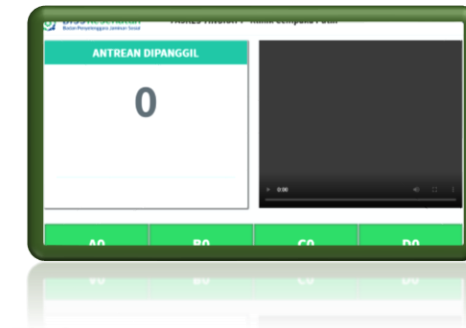 BPJS Kesehatan
Badan Penyelenggara Jaminan Sosial
ANTREAN DIPANGGIL
0
0:00
A0 B0 C0 D0